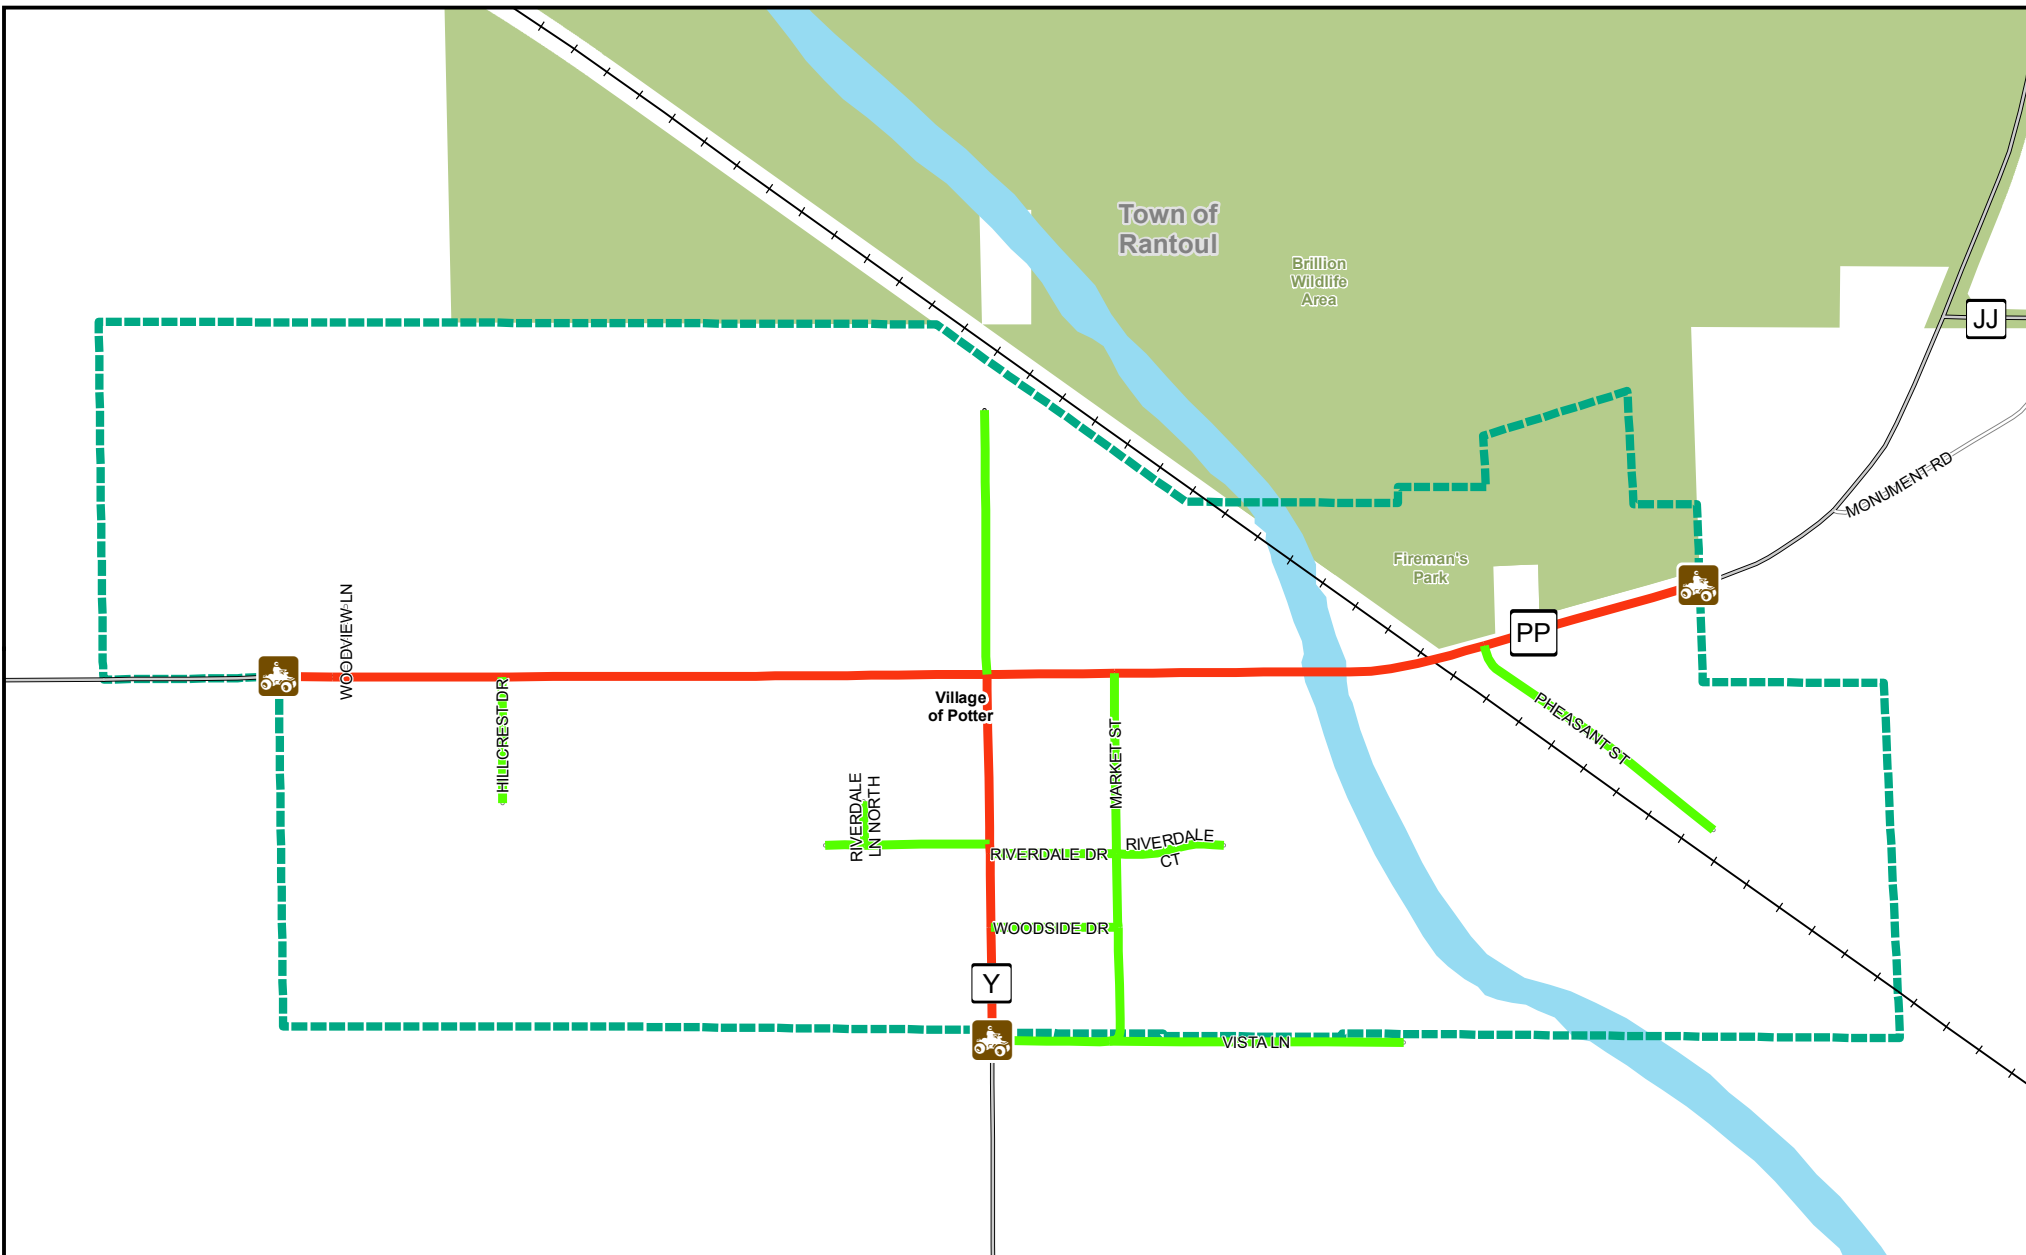 Town of
Rantoul
Brillion
Wildlife
Area
JJ
MONUMENT RD
Fireman's
Park
PP
WOODVIEW LN
HILLCREST DR
Village
of Potter
MARKET ST
PHEASANT ST
RIVERDALE
LN NORTH
RIVERDALE DR
RIVERDALE
CT
WOODSIDE DR
Y
VISTA LN